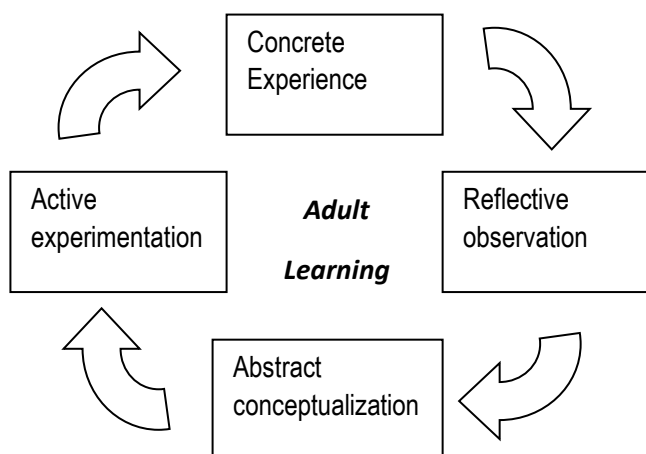 Concrete
Experience
Active
experimentation
Adult
Learning
Reflective
observation
Abstract
conceptualization